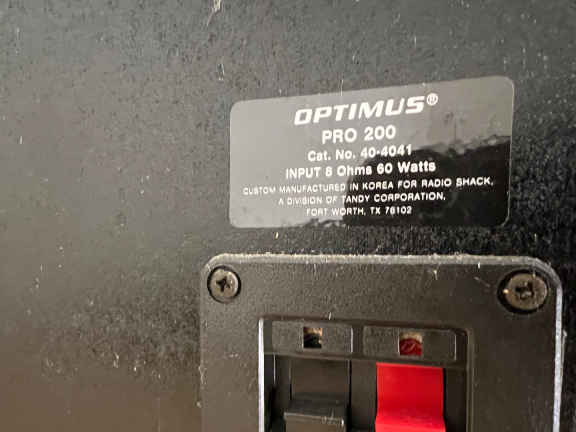 OPTIMUS®
PRO 200
Cat. No. 40-4041
INPUT 8 Ohms 60 Watts
CUSTOM MANUFACTURED IN KOREA FOR RADIO SHACK,
A DIVISION OF TANDY CORPORATION,
FORT WORTH, TX 76102